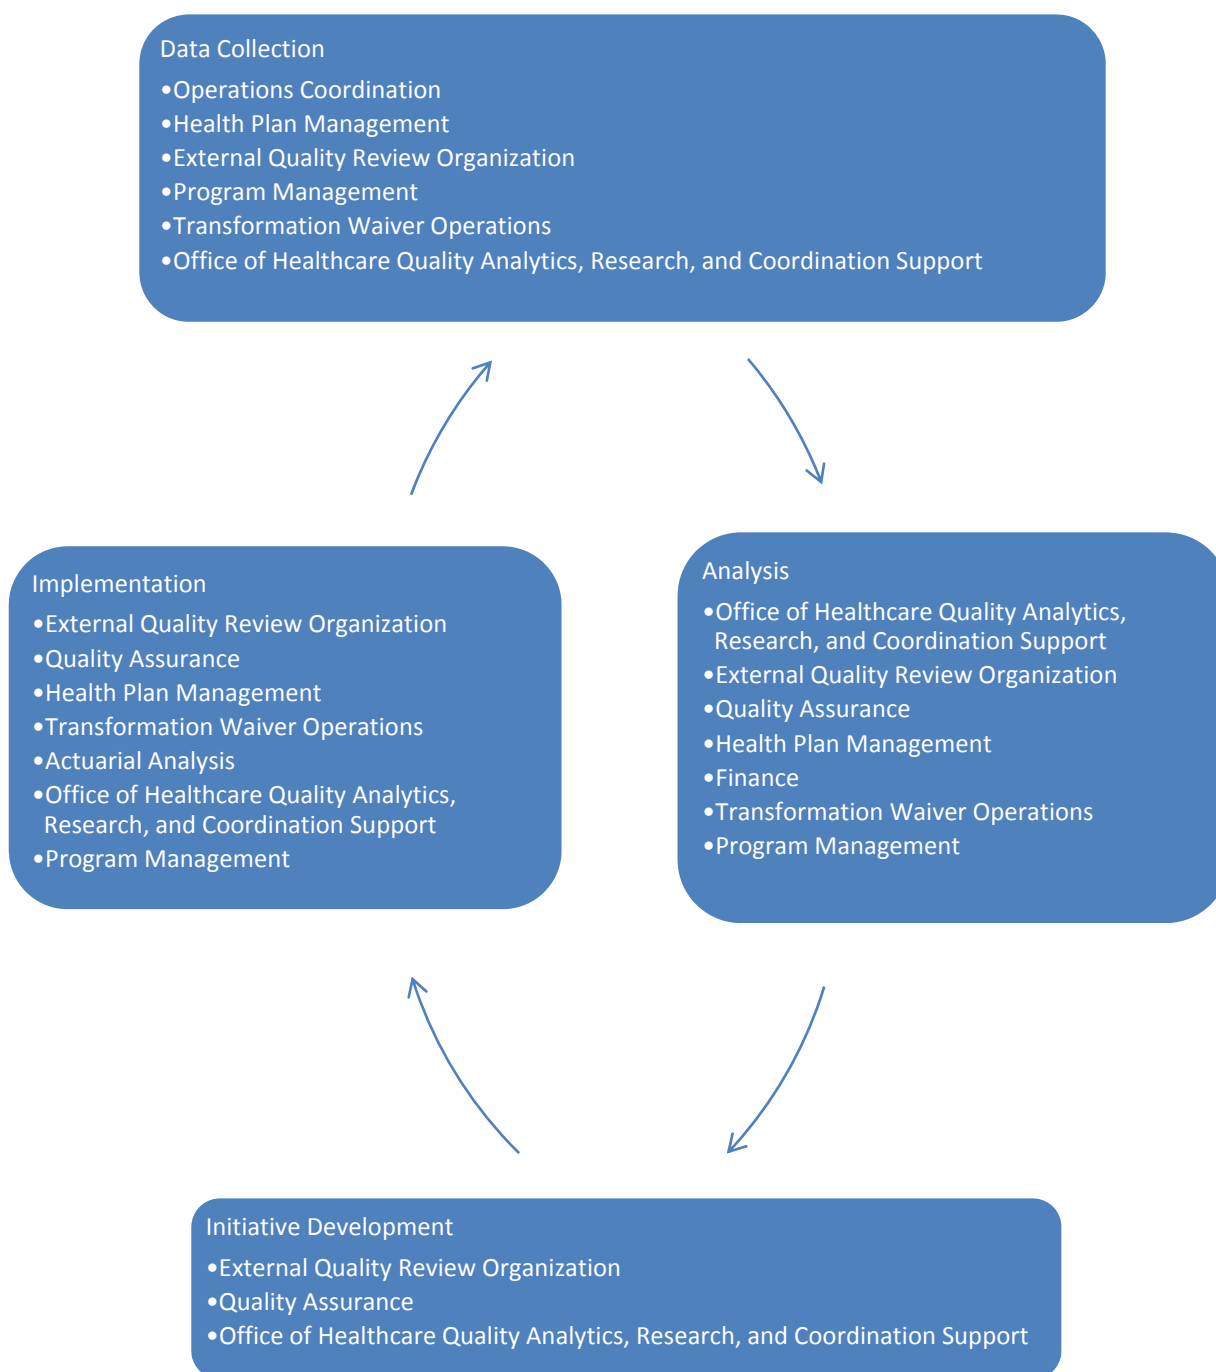 Data Collection
•Operations Coordination
•Health Plan Management
•External Quality Review Organization
•Program Management
•Transformation Waiver Operations
•Office of Healthcare Quality Analytics, Research, and Coordination Support
Implementation
•External Quality Review Organization
•Quality Assurance
•Health Plan Management
•Transformation Waiver Operations
•Actuarial Analysis
•Office of Healthcare Quality Analytics,
Research, and Coordination Support
•Program Management
Analysis
•Office of Healthcare Quality Analytics,
Research, and Coordination Support
•External Quality Review Organization
•Quality Assurance
•Health Plan Management
•Finance
•Transformation Waiver Operations
•Program Management
Initiative Development
•External Quality Review Organization
•Quality Assurance
•Office of Healthcare Quality Analytics, Research, and Coordination Support